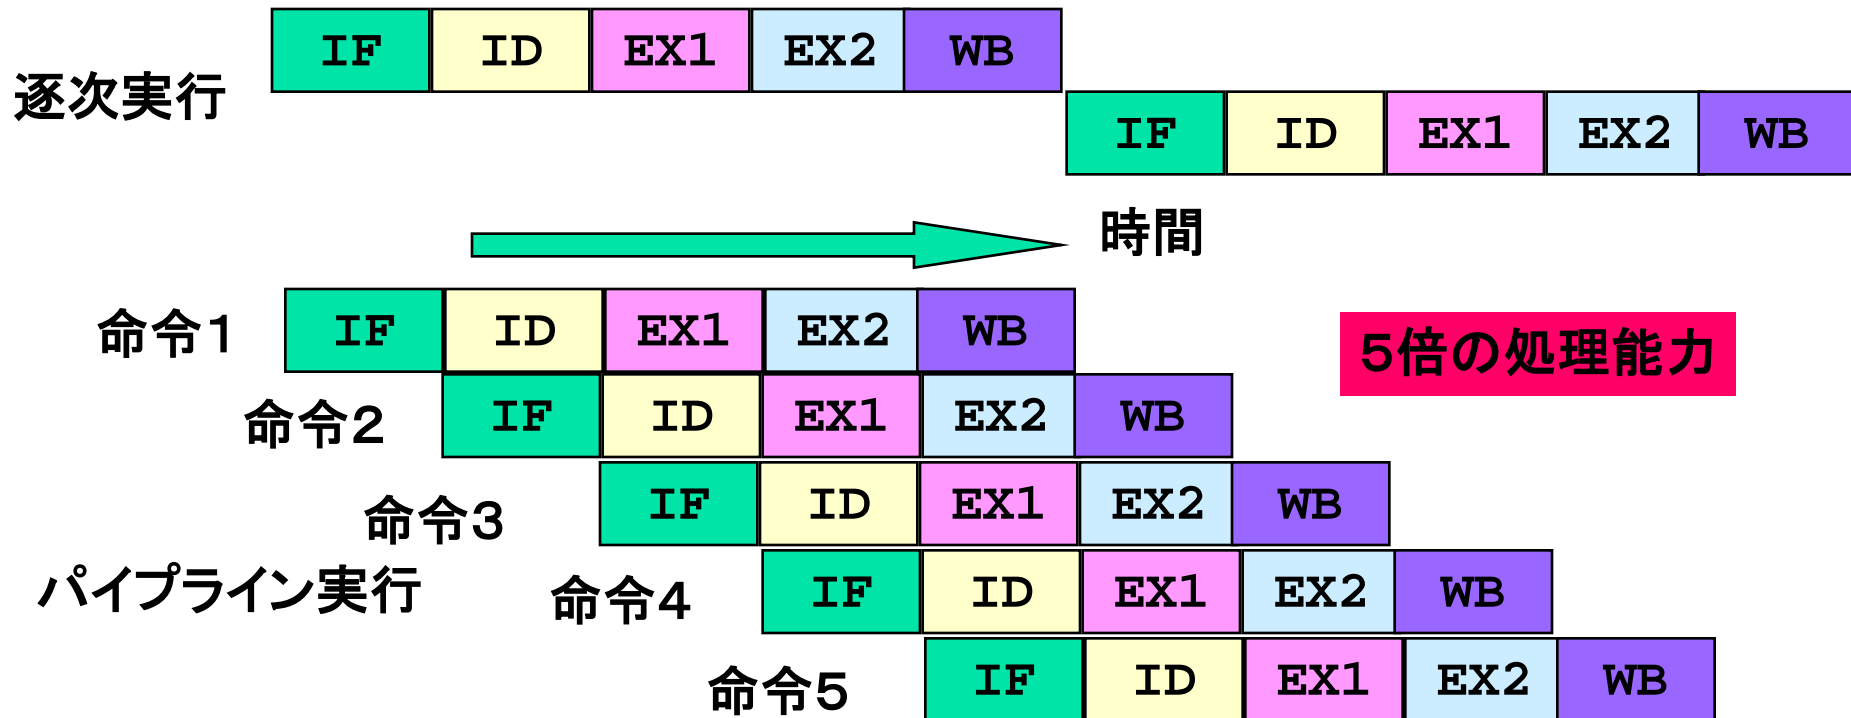 IF ID EX1 EX2 WB
逐次実行
IF ID EX1 EX2 WB
時間
命令1 IF ID EX1 EX2 WB
5倍の処理能力
命令2 IF ID EX1 EX2 WB
命令3 IF ID EX1 EX2 WB
パイプライン実行
命令4 IF ID EX1 EX2 WB
命令5 IF ID EX1 EX2 WB